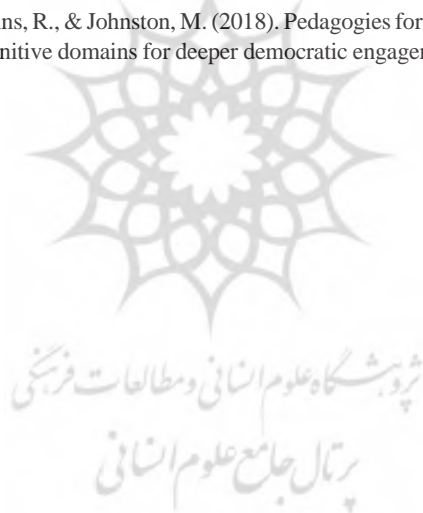 ns, R., & Johnston, M. (2018). Pedagogies for
nitive domains for deeper democratic engager
پژوهشگاه علوم انسانی و مطالعات فرهنگی
پرتال جامع علوم انسانی